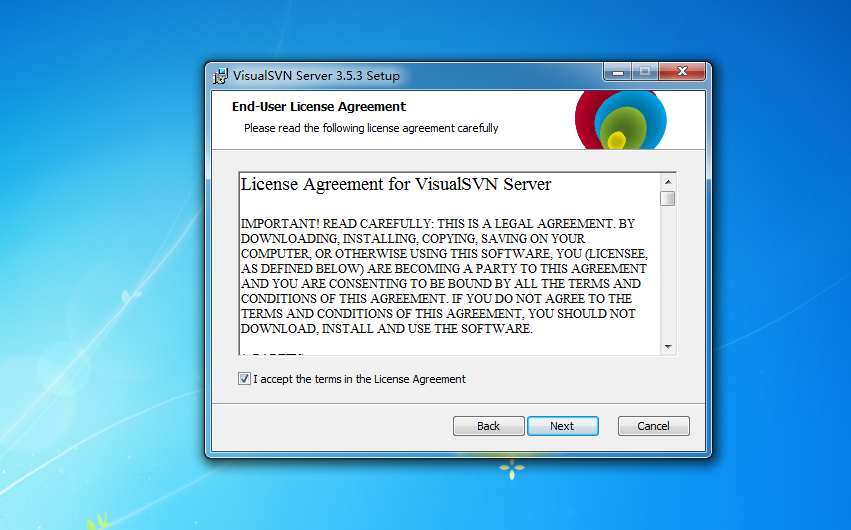 VisualSVN Server 3.5.3 Setup
End-User License Agreement
Please read the following license agreement carefully
License Agreement for VisualSVN Server
IMPORTANT! READ CAREFULLY: THIS IS A LEGAL AGREEMENT. BY
DOWNLOADING, INSTALLING, COPYING, SAVING ON YOUR
COMPUTER, OR OTHERWISE USING THIS SOFTWARE, YOU (LICENSEE,
AS DEFINED BELOW) ARE BECOMING A PARTY TO THIS AGREEMENT
AND YOU ARE CONSENTING TO BE BOUND BY ALL THE TERMS AND
CONDITIONS OF THIS AGREEMENT. IF YOU DO NOT AGREE TO THE
TERMS AND CONDITIONS OF THIS AGREEMENT, YOU SHOULD NOT
DOWNLOAD, INSTALL AND USE THE SOFTWARE.
I accept the terms in the License Agreement
Back
Next
Cancel